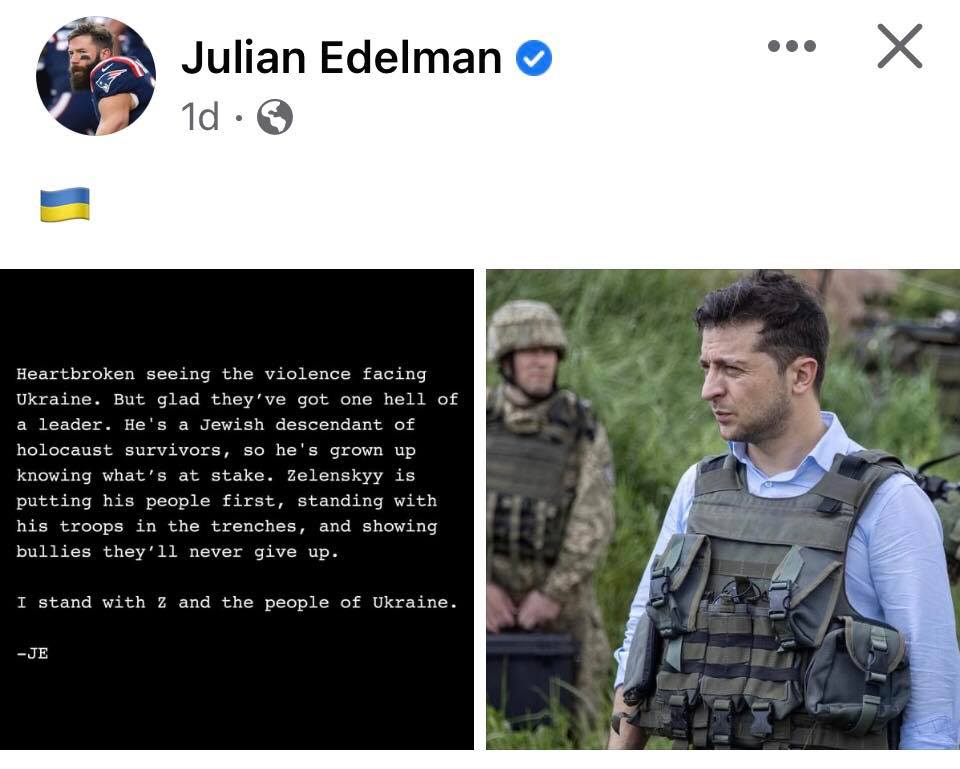 Julian Edelman
1d ·
Heartbroken seeing the violence facing
Ukraine. But glad they’ve got one hell of
a leader. He's a Jewish descendant of
holocaust survivors, so he's grown up
knowing what’s at stake. Zelenskyy is
putting his people first, standing with
his troops in the trenches, and showing
bullies they’ll never give up.
I stand with Z and the people of Ukraine.
-JE